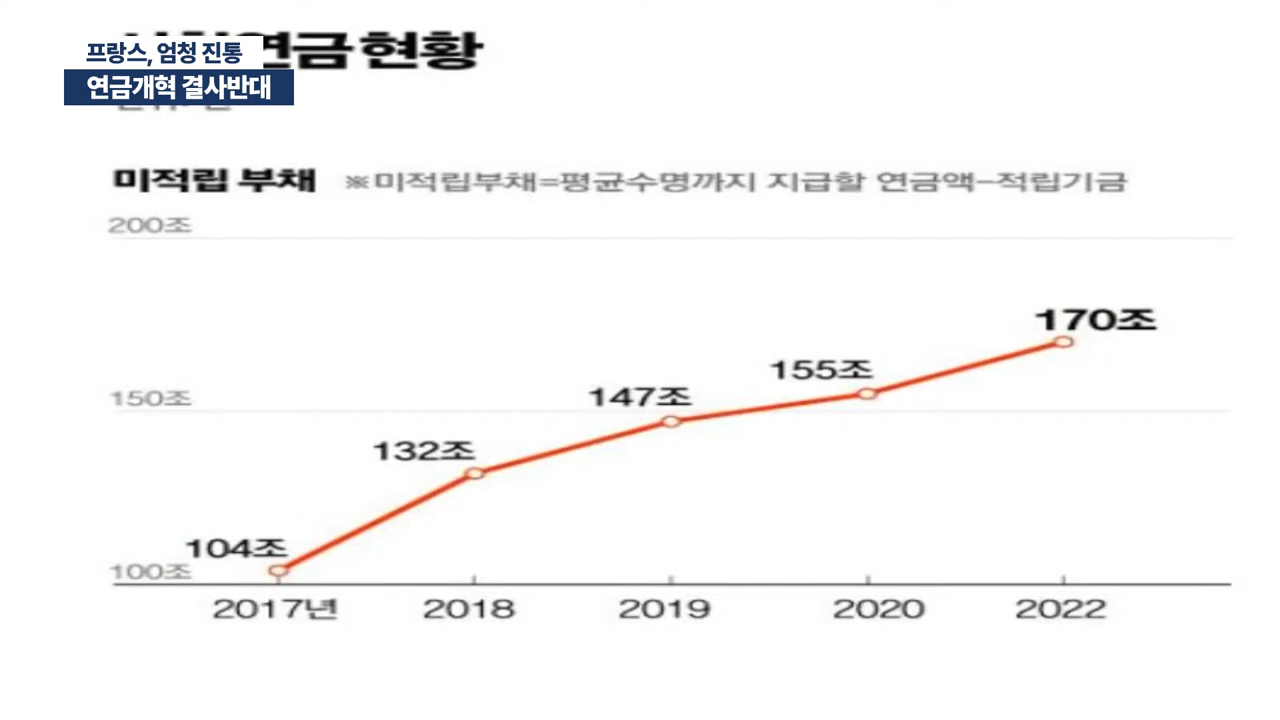 프랑스, 엄청 진통
연금개혁 결사반대
연금 현황
미적립 부채 ※미적립부채=평균수명까지 지급할 연금액-적립기금
200조
170조
155조
150조
147조
132조
104조
100조
2017년 2018 2019 2020 2022